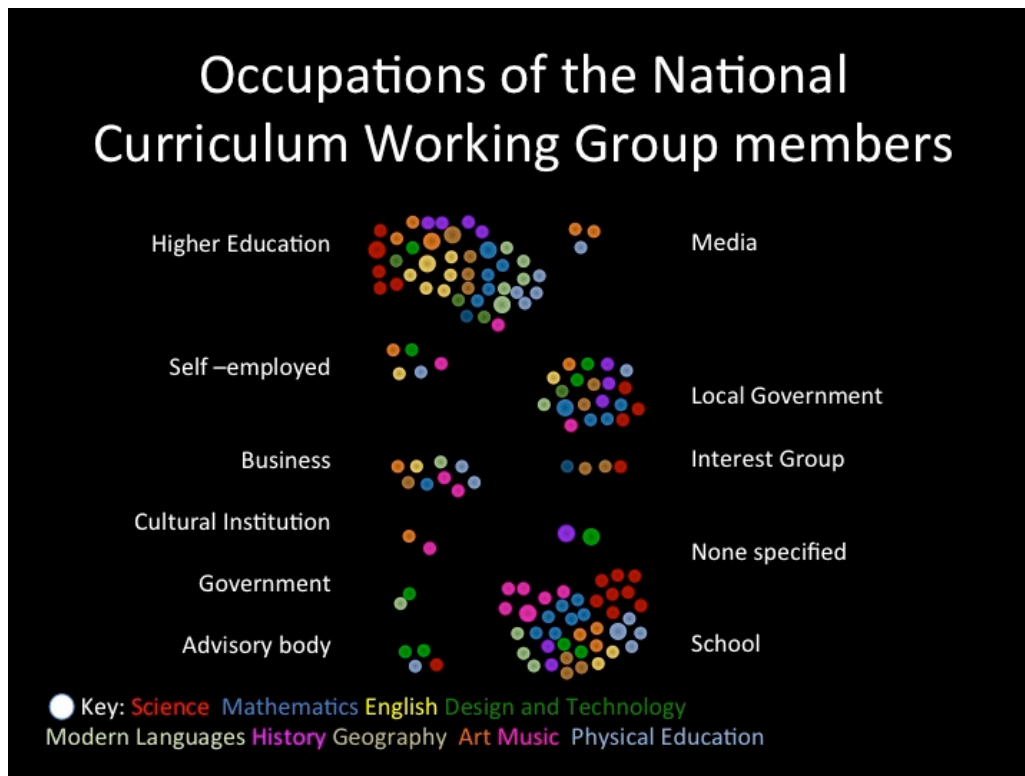 Occupations of the National
Curriculum Working Group members
Higher Education
Media
Self –employed
Local Government
Business
Interest Group
Cultural Institution
None specified
Government
Advisory body
School
Key: Science Mathematics English Design and Technology
Modern Languages History Geography Art Music Physical Education